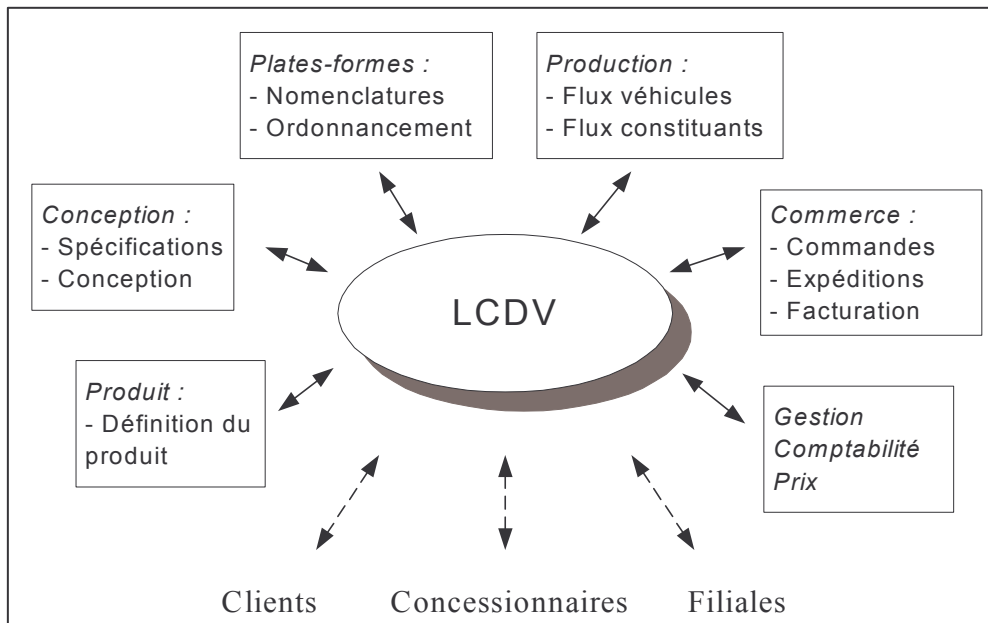 Plates-formes :
- Nomenclatures
- Ordonnancement
Production :
- Flux véhicules
- Flux constituants
Conception :
- Spécifications
- Conception
Commerce :
- Commandes
- Expéditions
- Facturation
LCDV
Produit :
- Définition du
produit
Gestion
Comptabilité
Prix
Clients
Concessionnaires
Filiales